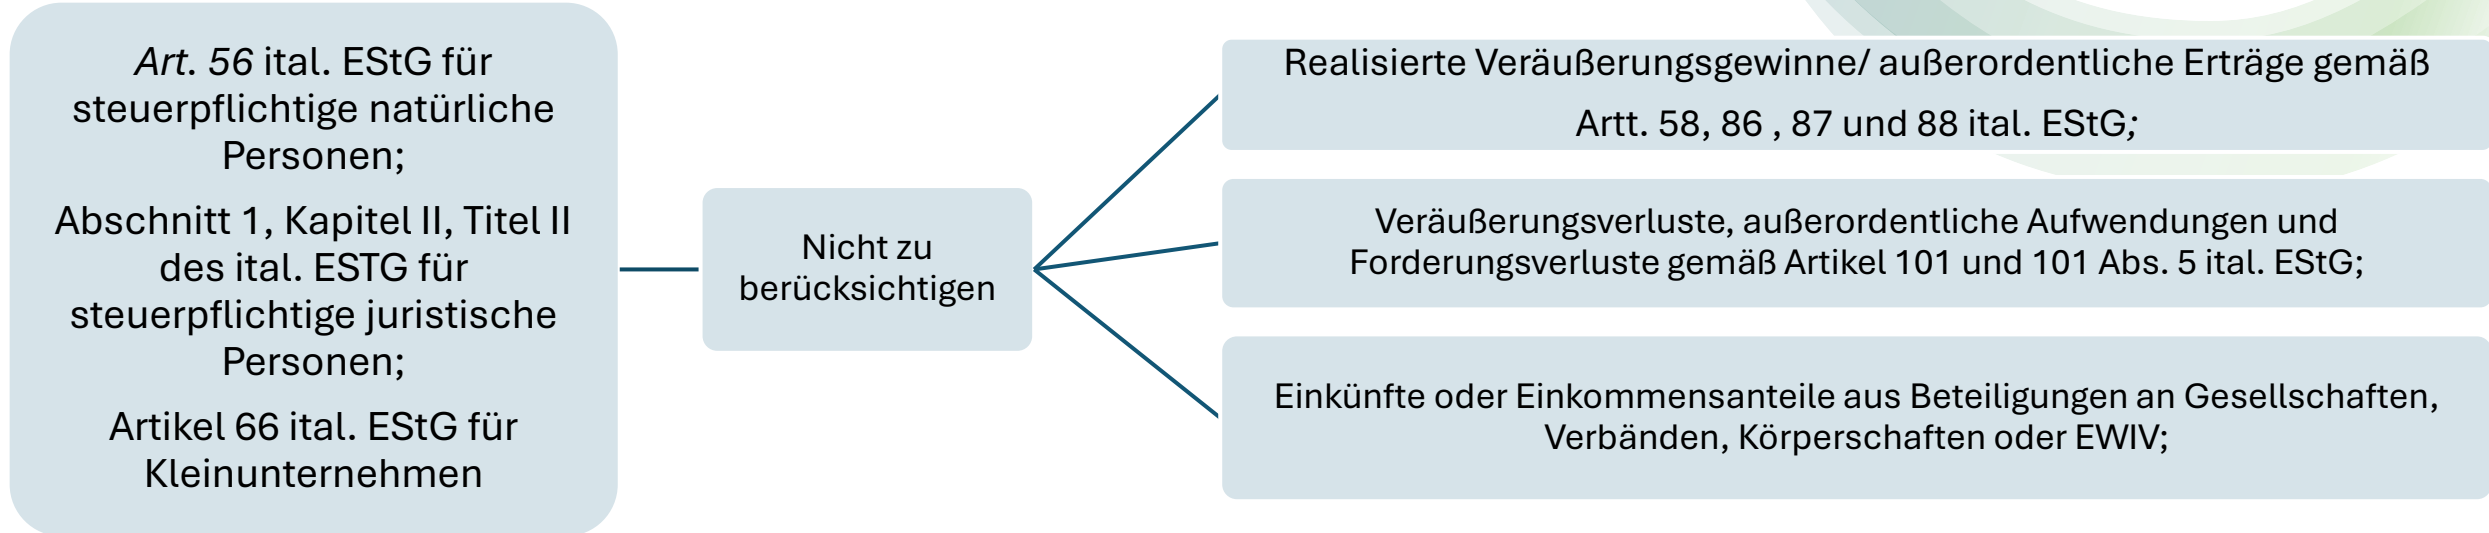 Art. 56 ital. EStG für
steuerpflichtige natürliche
Personen;
Abschnitt 1, Kapitel II, Titel II
des ital. ESTG für
steuerpflichtige juristische
Personen;
Artikel 66 ital. EStG für
Kleinunternehmen
Nicht zu
berücksichtigen
Realisierte Veräußerungsgewinne/ außerordentliche Erträge gemäß
Artt. 58, 86 , 87 und 88 ital. EStG;
Veräußerungsverluste, außerordentliche Aufwendungen und
Forderungsverluste gemäß Artikel 101 und 101 Abs. 5 ital. EStG;
Einkünfte oder Einkommensanteile aus Beteiligungen an Gesellschaften,
Verbänden, Körperschaften oder EWIV;